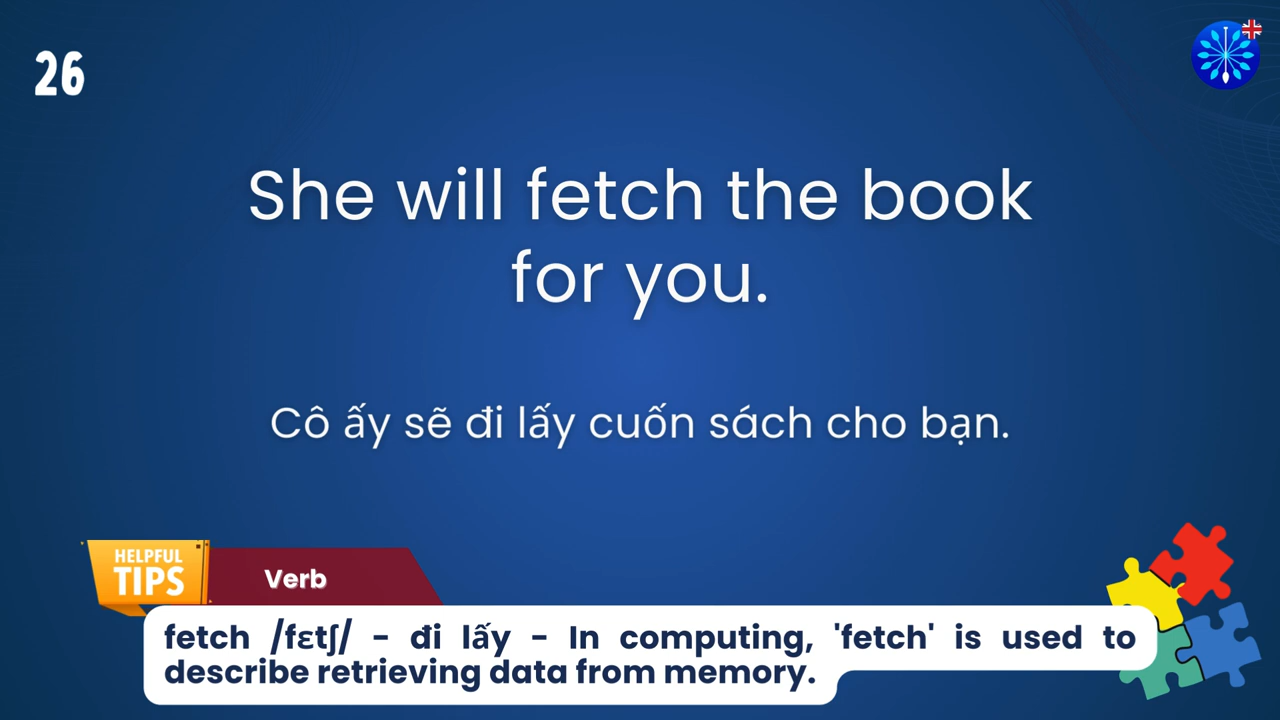 26
She will fetch the book
for you.
Cô ấy sẽ đi lấy cuốn sách cho bạn.
HELPFUL
TIPS
Verb
fetch /fɛtʃ/ - đi lấy - In computing, 'fetch' is used to
describe retrieving data from memory.